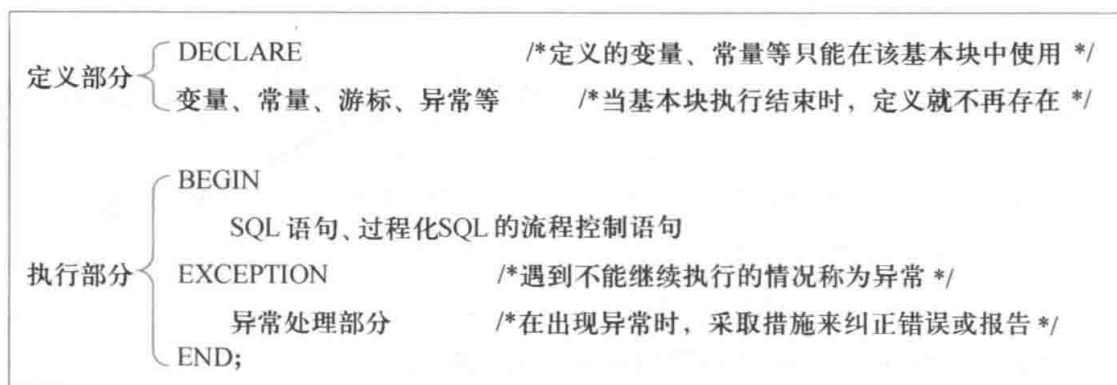 定义部分 DECLARE /*定义的变量、常量等只能在该基本块中使用 */
变量、常量、游标、异常等 /*当基本块执行结束时，定义就不再存在 */
BEGIN
SQL 语句、过程化SQL 的流程控制语句
执行部分 EXCEPTION /*遇到不能继续执行的情况称为异常 */
异常处理部分 /*在出现异常时，采取措施来纠正错误或报告 */
END;